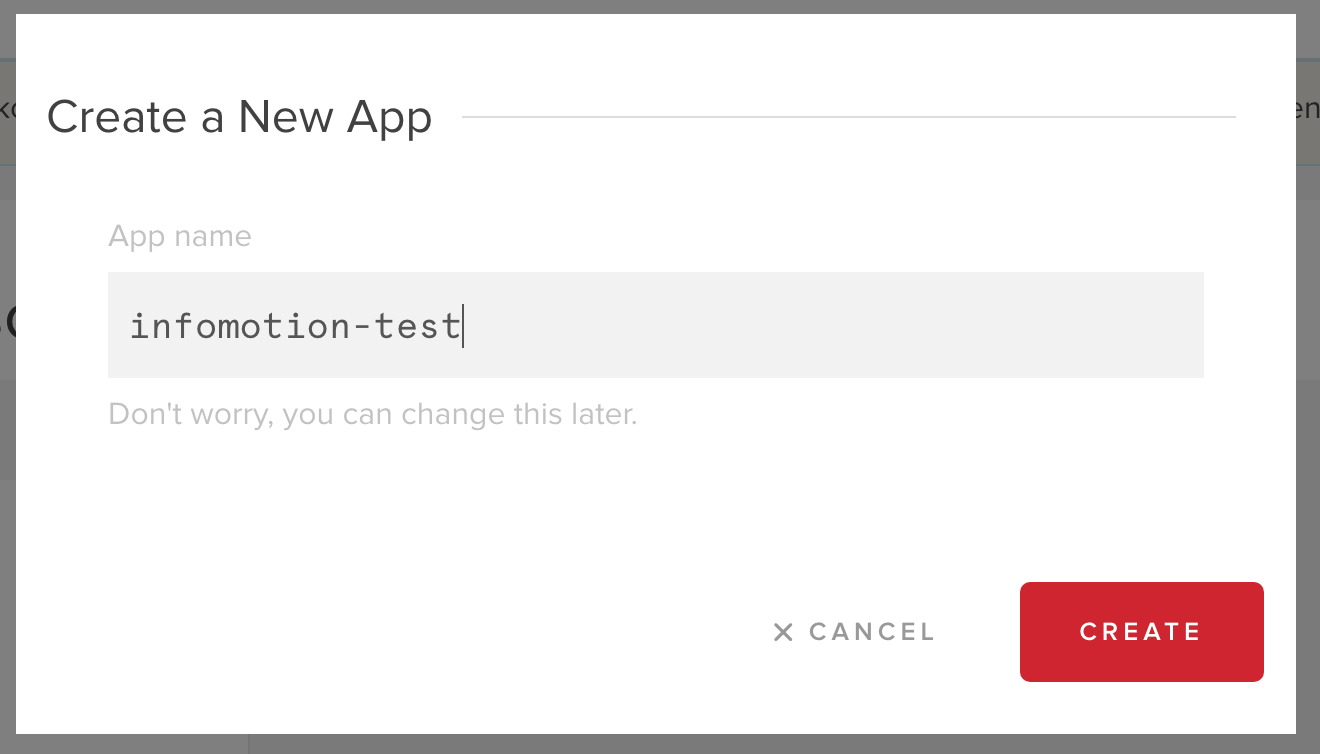 Create a New App
App name
infomotion-test
Don't worry, you can change this later.
CANCEL
CREATE